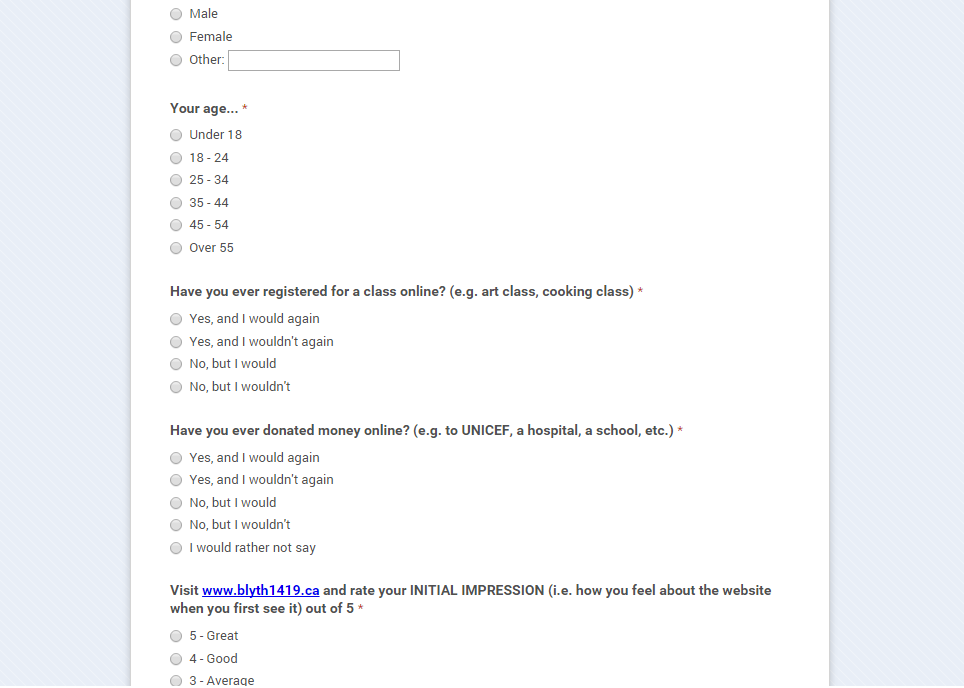 Male
Female
Other:
Your age... *
Under 18
18 - 24
25 - 34
35 - 44
45 - 54
Over 55
Have you ever registered for a class online? (e.g. art class, cooking class) *
Yes, and I would again
Yes, and I wouldn't again
No, but I would
No, but I wouldn't
Have you ever donated money online? (e.g. to UNICEF, a hospital, a school, etc.) *
Yes, and I would again
Yes, and I wouldn't again
No, but I would
No, but I wouldn't
I would rather not say
Visit www.blyth1419.ca and rate your INITIAL IMPRESSION (i.e. how you feel about the website
when you first see it) out of 5 *
5 - Great
4 - Good
3 - Average